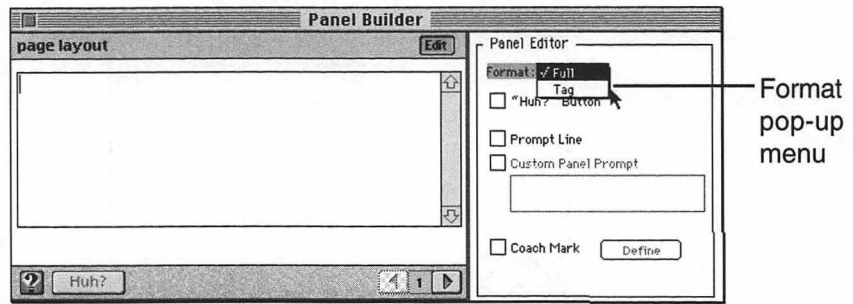 Panel Builder
page layout
Edit
Panel Editor
Format: √ Full
Tag
"Huh?" Button
Prompt Line
Custom Panel Prompt
Coach Mark
Define
? Huh?
1
Format
pop-up
menu